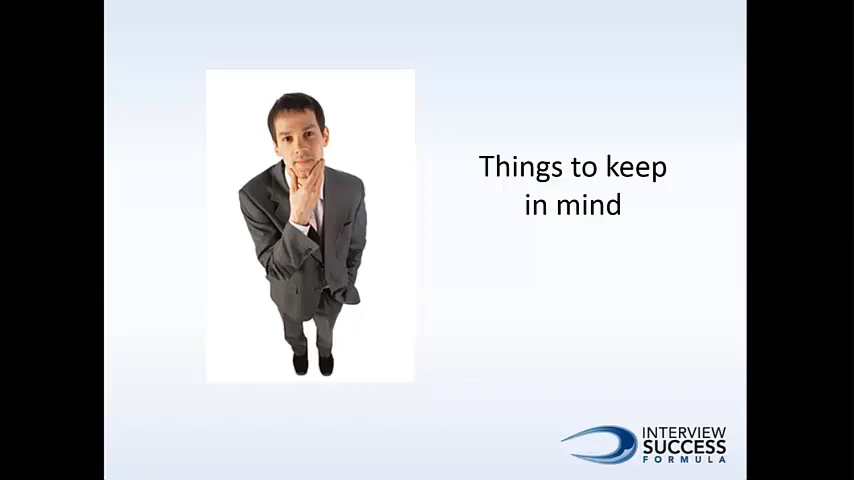 Things to keep
in mind
INTERVIEW
SUCCESS
FORMULA